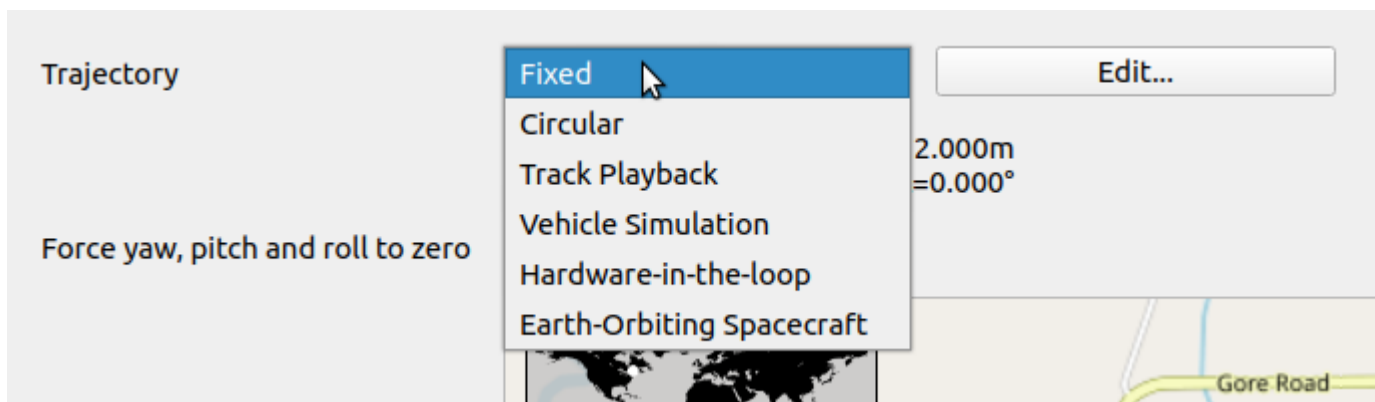 Trajectory
Fixed
Edit...
Circular
2.000m
Track Playback
=0.000°
Vehicle Simulation
Force yaw, pitch and roll to zero
Hardware-in-the-loop
Earth-Orbiting Spacecraft
Gore Road